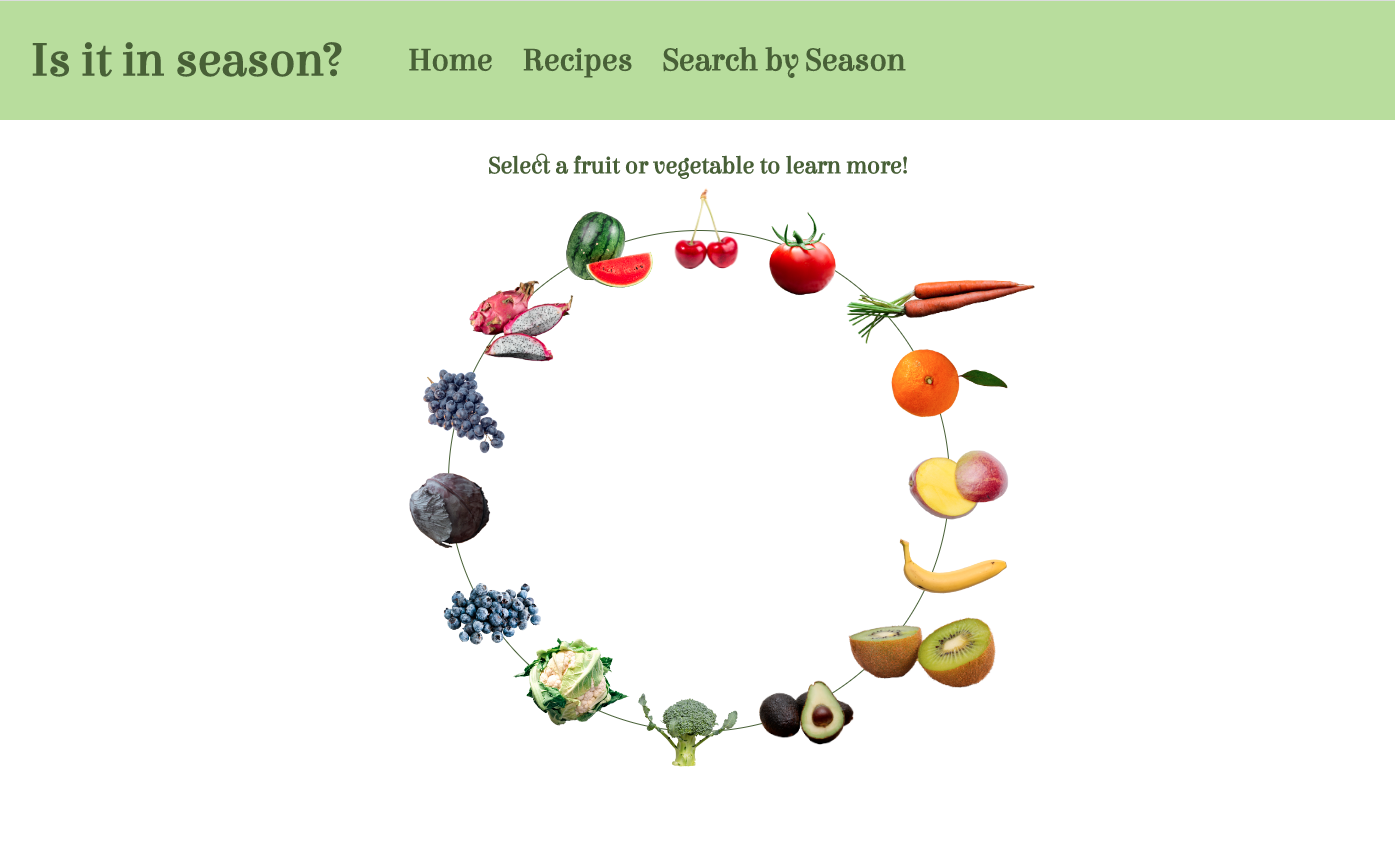 Is it in season?
Home Recipes Search by Season
Select a fruit or vegetable to learn more!